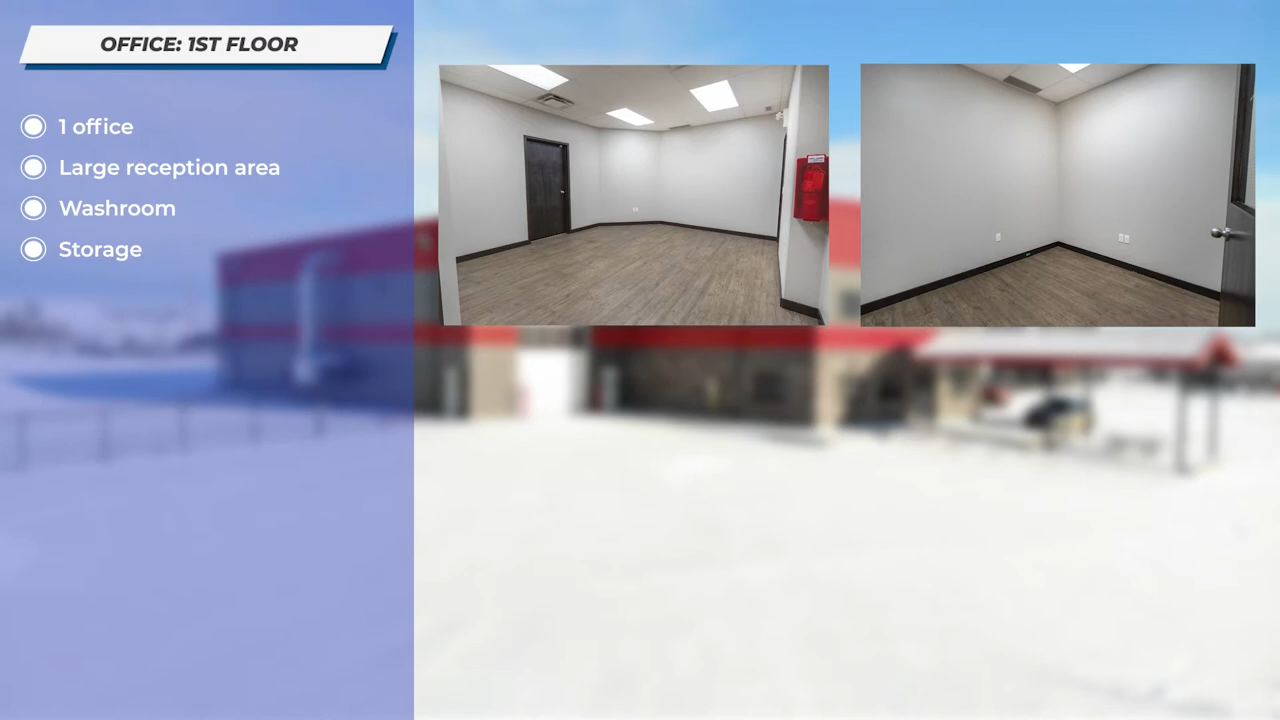 OFFICE: 1ST FLOOR
1 office
Large reception area
Washroom
Storage